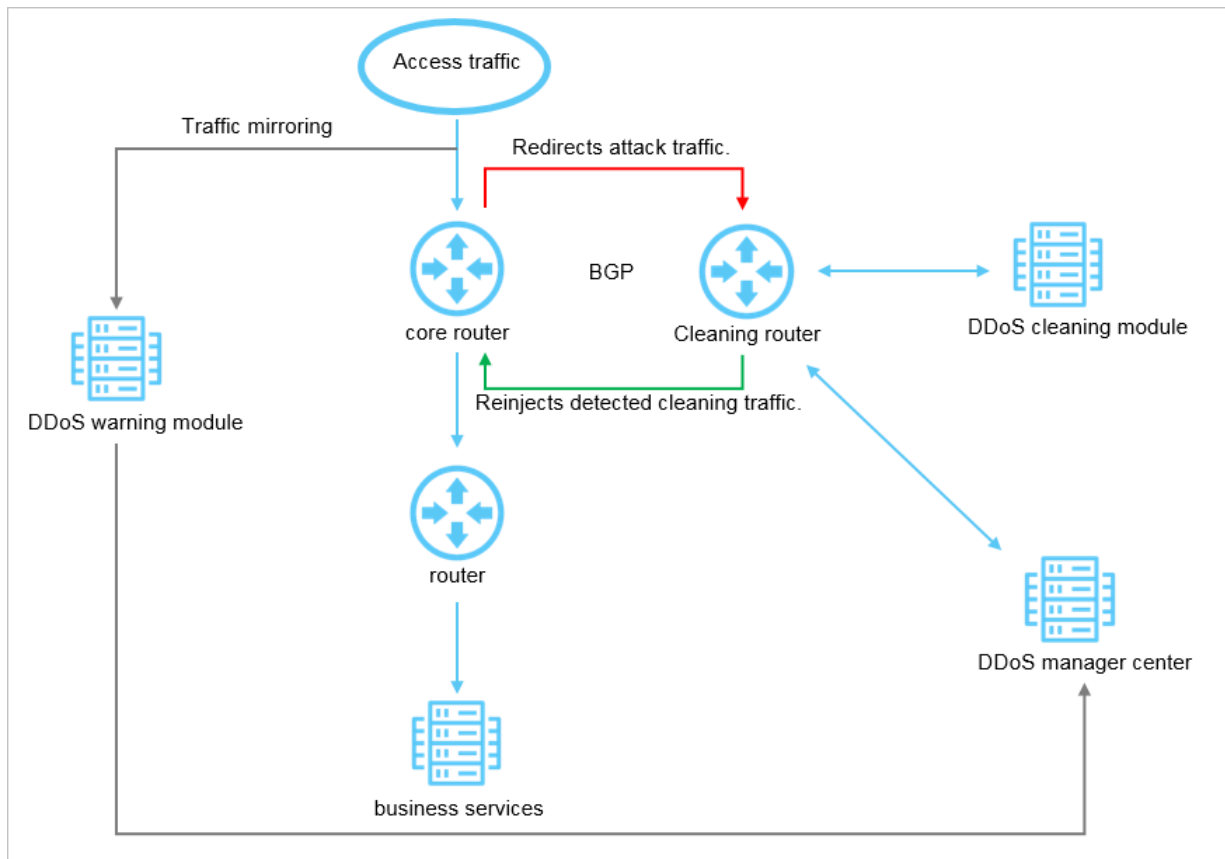 Access traffic
Traffic mirroring
Redirects attack traffic.
BGP
core router
Cleaning router
DDoS cleaning module
Reinjects detected cleaning traffic.
DDoS warning module
router
DDoS manager center
business services